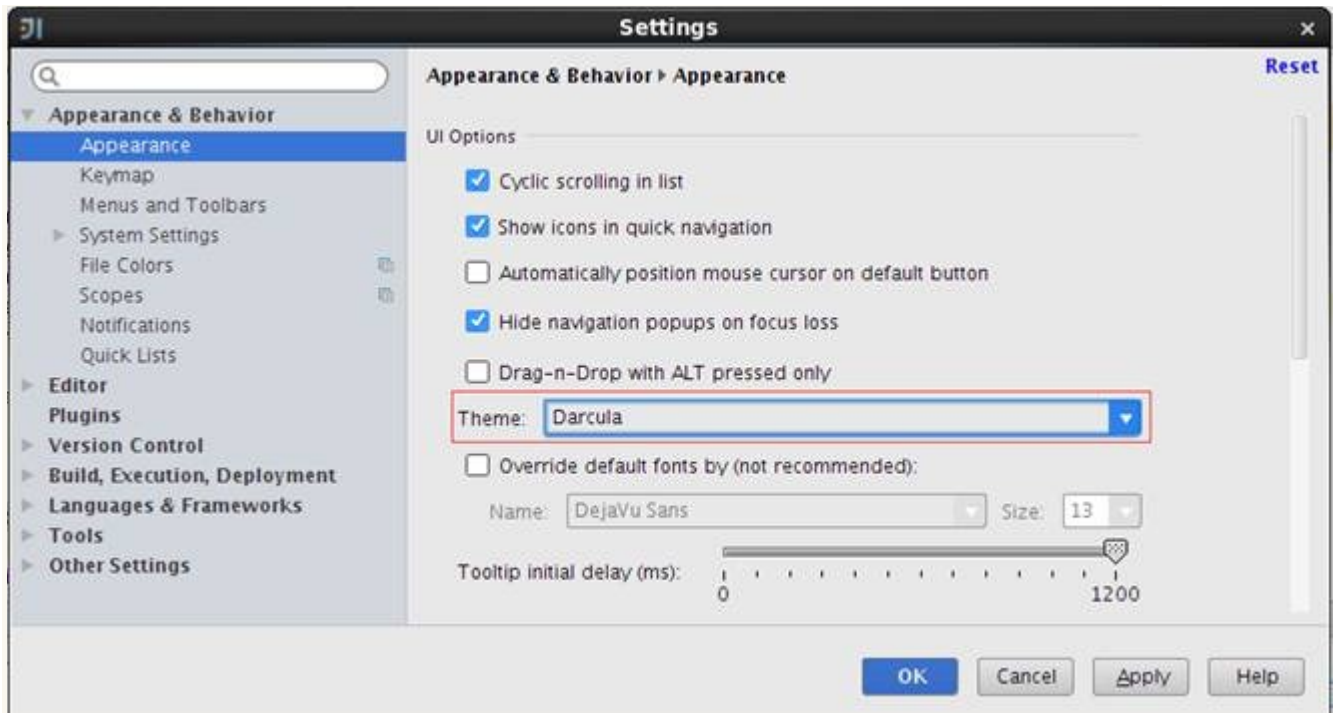 JI
Settings
Reset
Appearance & Behavior
Appearance
Keymap
Menus and Toolbars
System Settings
File Colors
Scopes
Notifications
Quick Lists
Editor
Plugins
Version Control
Build, Execution, Deployment
Languages & Frameworks
Tools
Other Settings
Appearance & Behavior Appearance
UI Options
Cyclic scrolling in list
Show icons in quick navigation
Automatically position mouse cursor on default button
Hide navigation popups on focus loss
Drag-n-Drop with ALT pressed only
Theme: Darcula
Override default fonts by (not recommended):
Name: DejaVu Sans Size: 13
Tooltip initial delay (ms):
0 1200
OK Cancel Apply Help